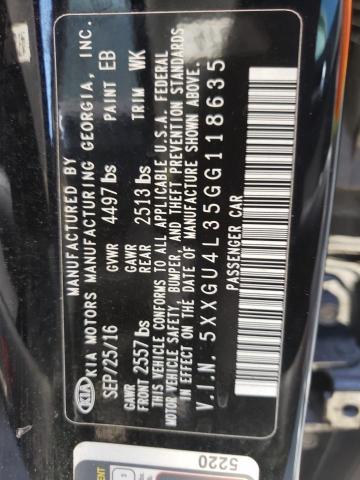 MANUFACTURED BY
KIA KIA MOTORS MANUFACTURING GEORGIA, INC.
SEP/25/16 GVWR 4497 lbs PAINT EB
GAWR FRONT 2557 lbs GAWR REAR 2513 lbs TRIM WK
THIS VEHICLE CONFORMS TO ALL APPLICABLE U.S.A. FEDERAL
MOTOR VEHICLE SAFETY, BUMPER, AND THEFT PREVENTION STANDARDS
IN EFFECT ON THE DATE OF MANUFACTURE SHOWN ABOVE.
V.I.N. 5XXGU4L35GG118635
PASSENGER CAR
5220